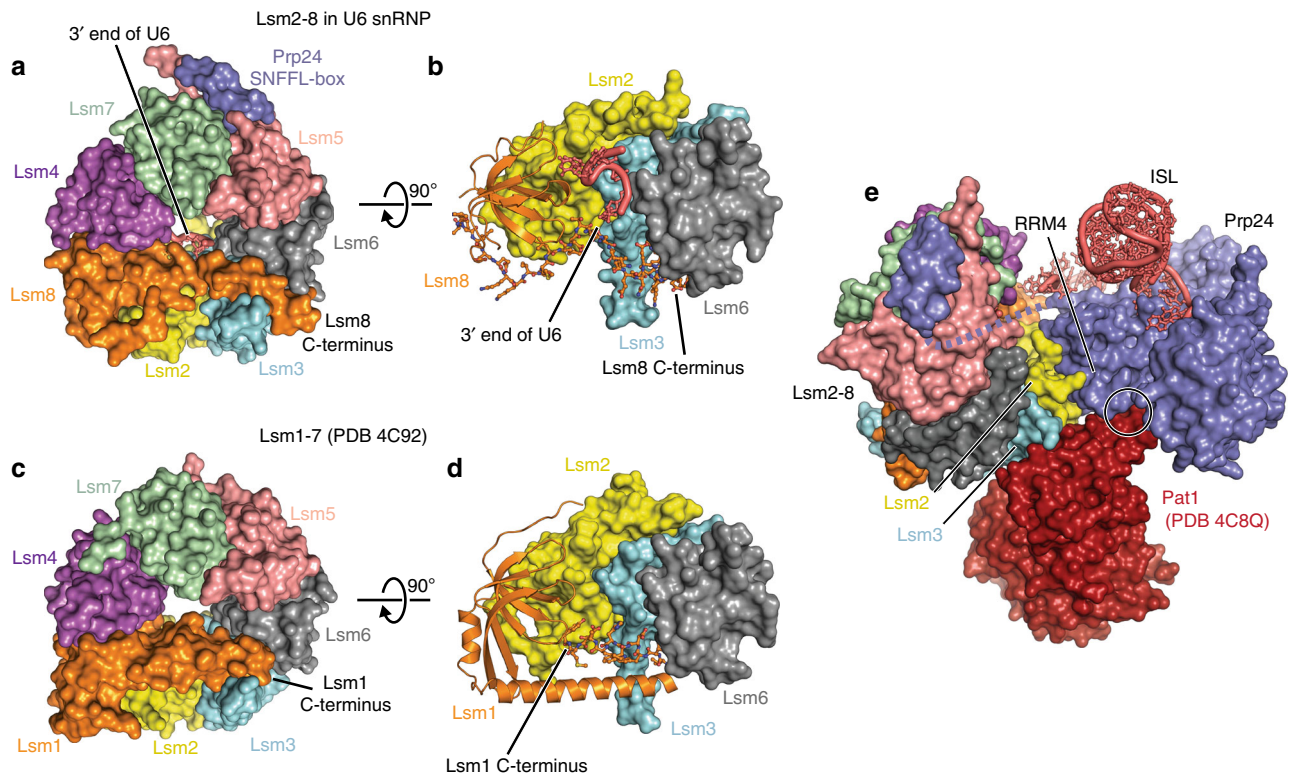 Lsm2-8 in U6 snRNP
a
3′ end of U6
Prp24
SNFFL-box
Lsm7
Lsm5
Lsm4
Lsm6
Lsm8
Lsm8
C-terminus
Lsm2
Lsm3
90°
b
Lsm2
Lsm8
Lsm6
3′ end of U6
Lsm3
Lsm8 C-terminus
Lsm1-7 (PDB 4C92)
c
Lsm7
Lsm5
Lsm4
Lsm6
Lsm1
C-terminus
Lsm1
Lsm2
Lsm3
90°
d
Lsm2
Lsm1
Lsm6
Lsm3
Lsm1 C-terminus
e
ISL
RRM4
Prp24
Lsm2-8
Lsm2
Lsm3
Pat1
(PDB 4C8Q)